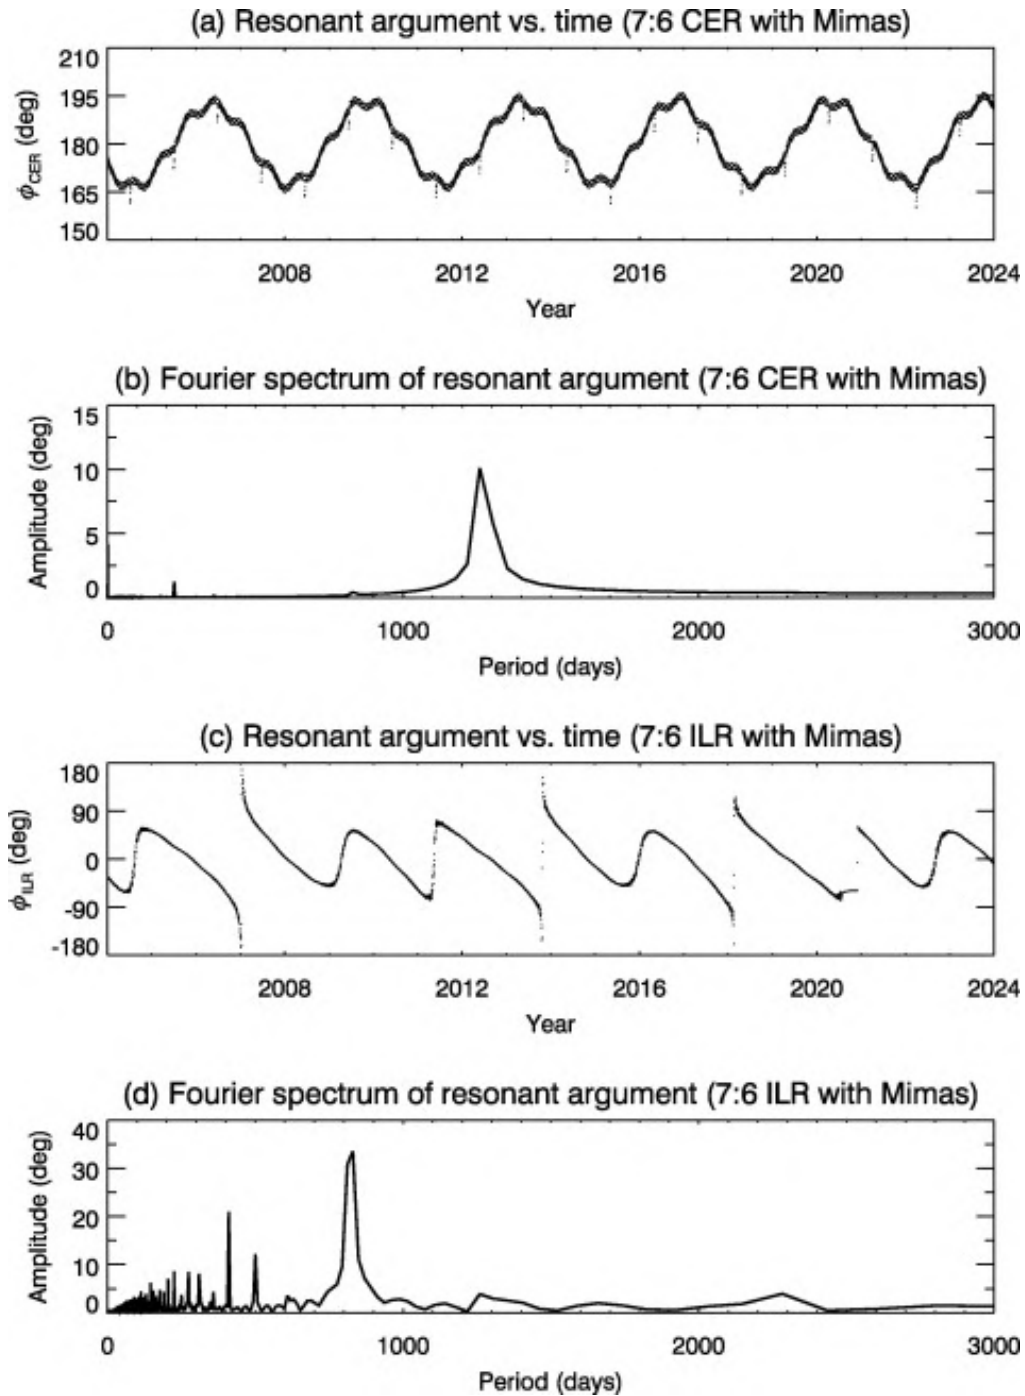 (a) Resonant argument vs. time (7:6 CER with Mimas)
210
195
180
165
150
ϕCER (deg)
2008 2012 2016 2020 2024
Year
(b) Fourier spectrum of resonant argument (7:6 CER with Mimas)
15
10
5
0
Amplitude (deg)
0 1000 2000 3000
Period (days)
(c) Resonant argument vs. time (7:6 ILR with Mimas)
180
90
0
-90
-180
ϕILR (deg)
2008 2012 2016 2020 2024
Year
(d) Fourier spectrum of resonant argument (7:6 ILR with Mimas)
40
30
20
10
0
Amplitude (deg)
0 1000 2000 3000
Period (days)